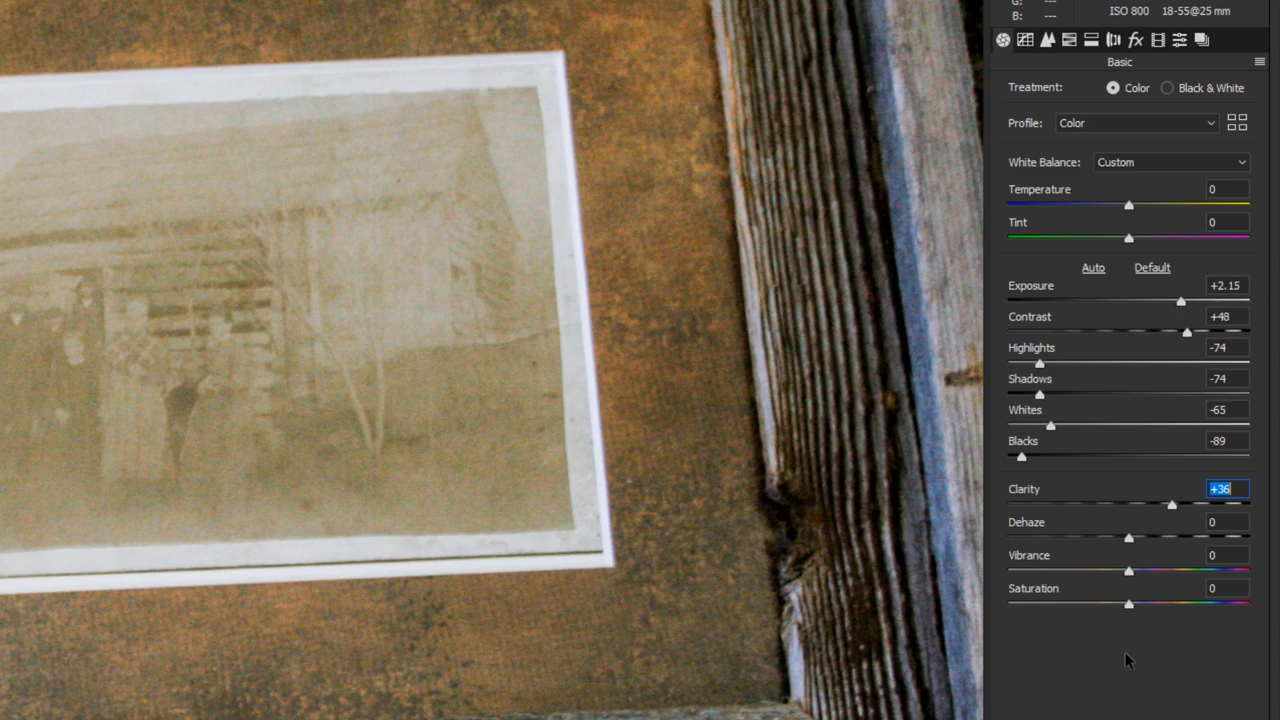 G: ---
B: ---
ISO 800 18-55@25 mm
fx
Basic
Treatment: Color Black & White
Profile: Color
White Balance: Custom
Temperature 0
Tint 0
Auto Default
Exposure +2.15
Contrast +48
Highlights -74
Shadows -74
Whites -65
Blacks -89
Clarity +36
Dehaze 0
Vibrance 0
Saturation 0